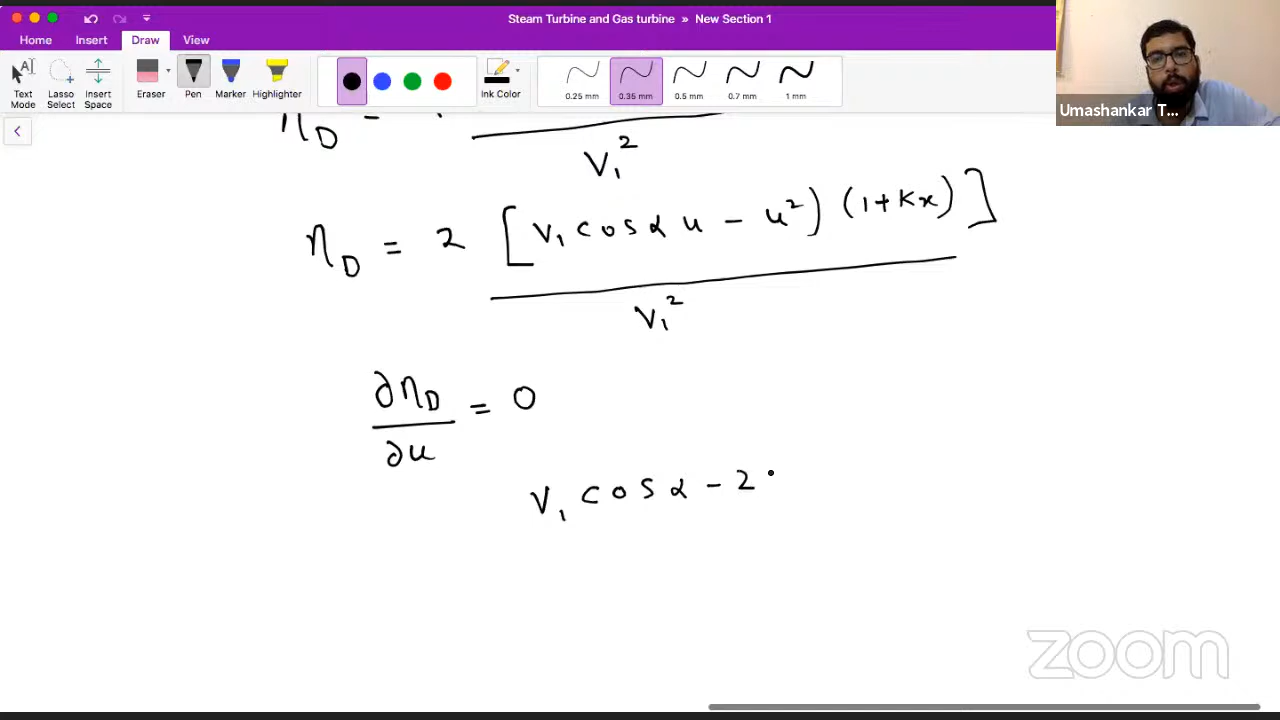 Steam Turbine and Gas turbine » New Section 1
Home Insert Draw View
Text Mode Lasso Select Insert Space Eraser Pen Marker Highlighter Ink Color 0.25 mm 0.35 mm 0.5 mm 0.7 mm 1 mm
Umashankar T...
η_D =
V₁²
η_D = 2 [V₁ cos α u - u²) (1+Kx)]
V₁²
∂η_D
= 0
∂u
V₁ cos α - 2
zoom